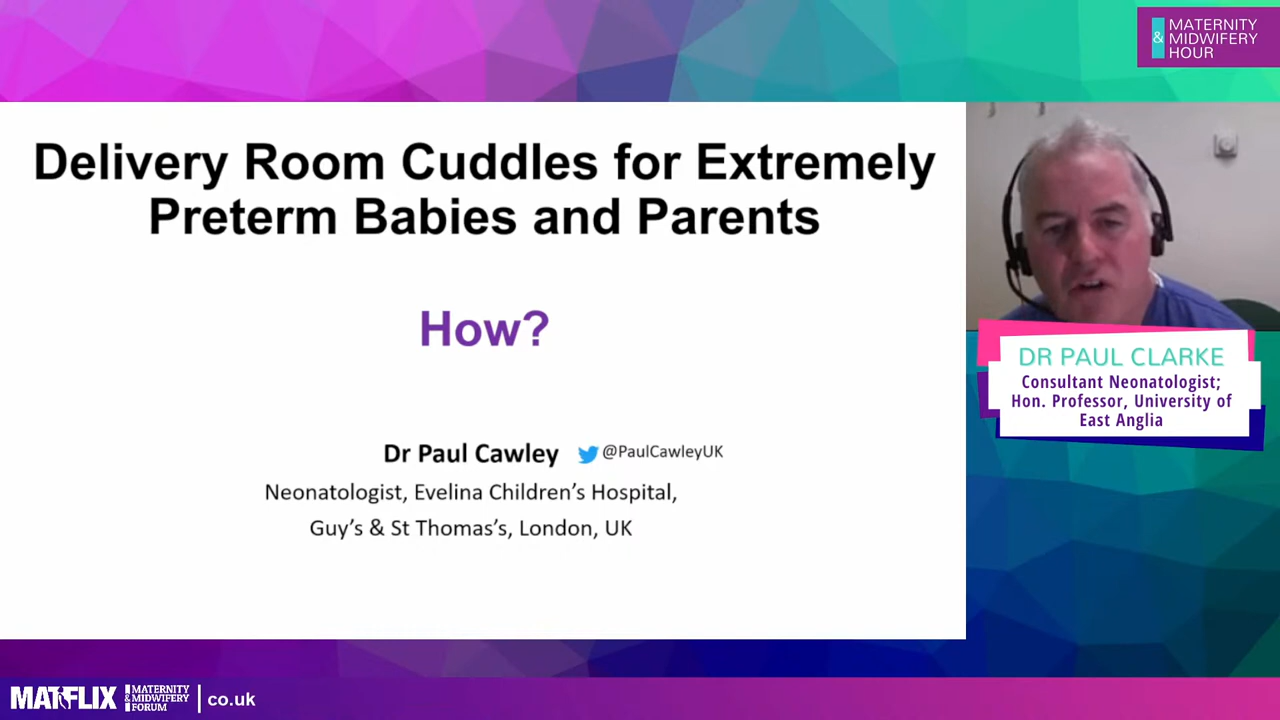 MATERNITY
& MIDWIFERY
HOUR
Delivery Room Cuddles for Extremely
Preterm Babies and Parents
How?
Dr Paul Cawley @PaulCawleyUK
Neonatologist, Evelina Children's Hospital,
Guy's & St Thomas's, London, UK
DR PAUL CLARKE
Consultant Neonatologist;
Hon. Professor, University of
East Anglia
MATFLIX
MATERNITY
& MIDWIFERY
FORUM
co.uk